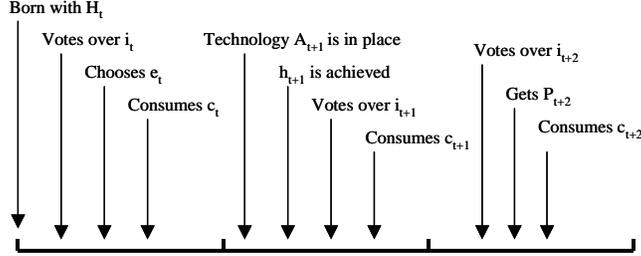 Born with H_t
Votes over i_t
Chooses e_t
Consumes c_t
Technology A_{t+1} is in place
h_{t+1} is achieved
Votes over i_{t+1}
Consumes c_{t+1}
Votes over i_{t+2}
Gets P_{t+2}
Consumes c_{t+2}